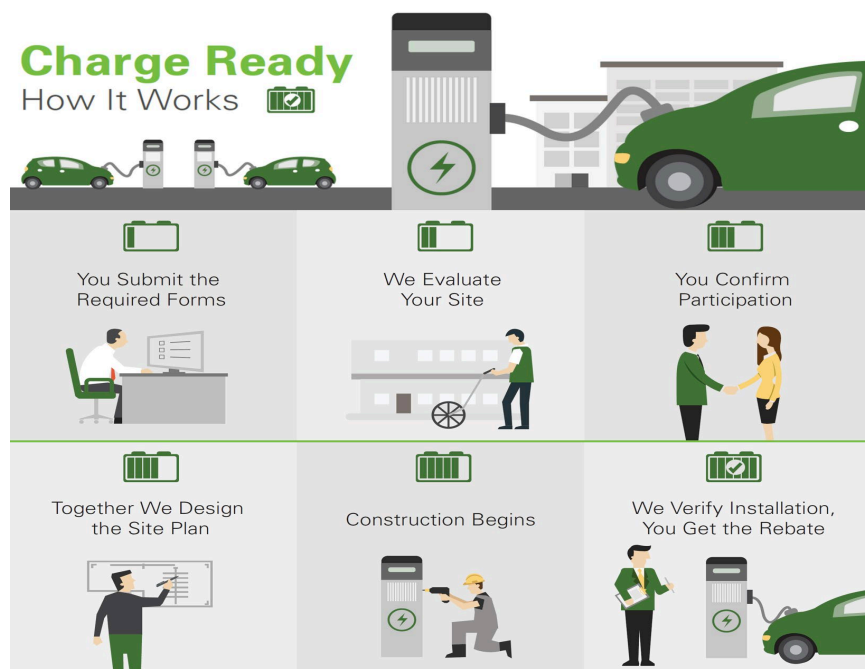 Charge Ready
How It Works
You Submit the
Required Forms
We Evaluate
Your Site
You Confirm
Participation
Together We Design
the Site Plan
Construction Begins
We Verify Installation,
You Get the Rebate